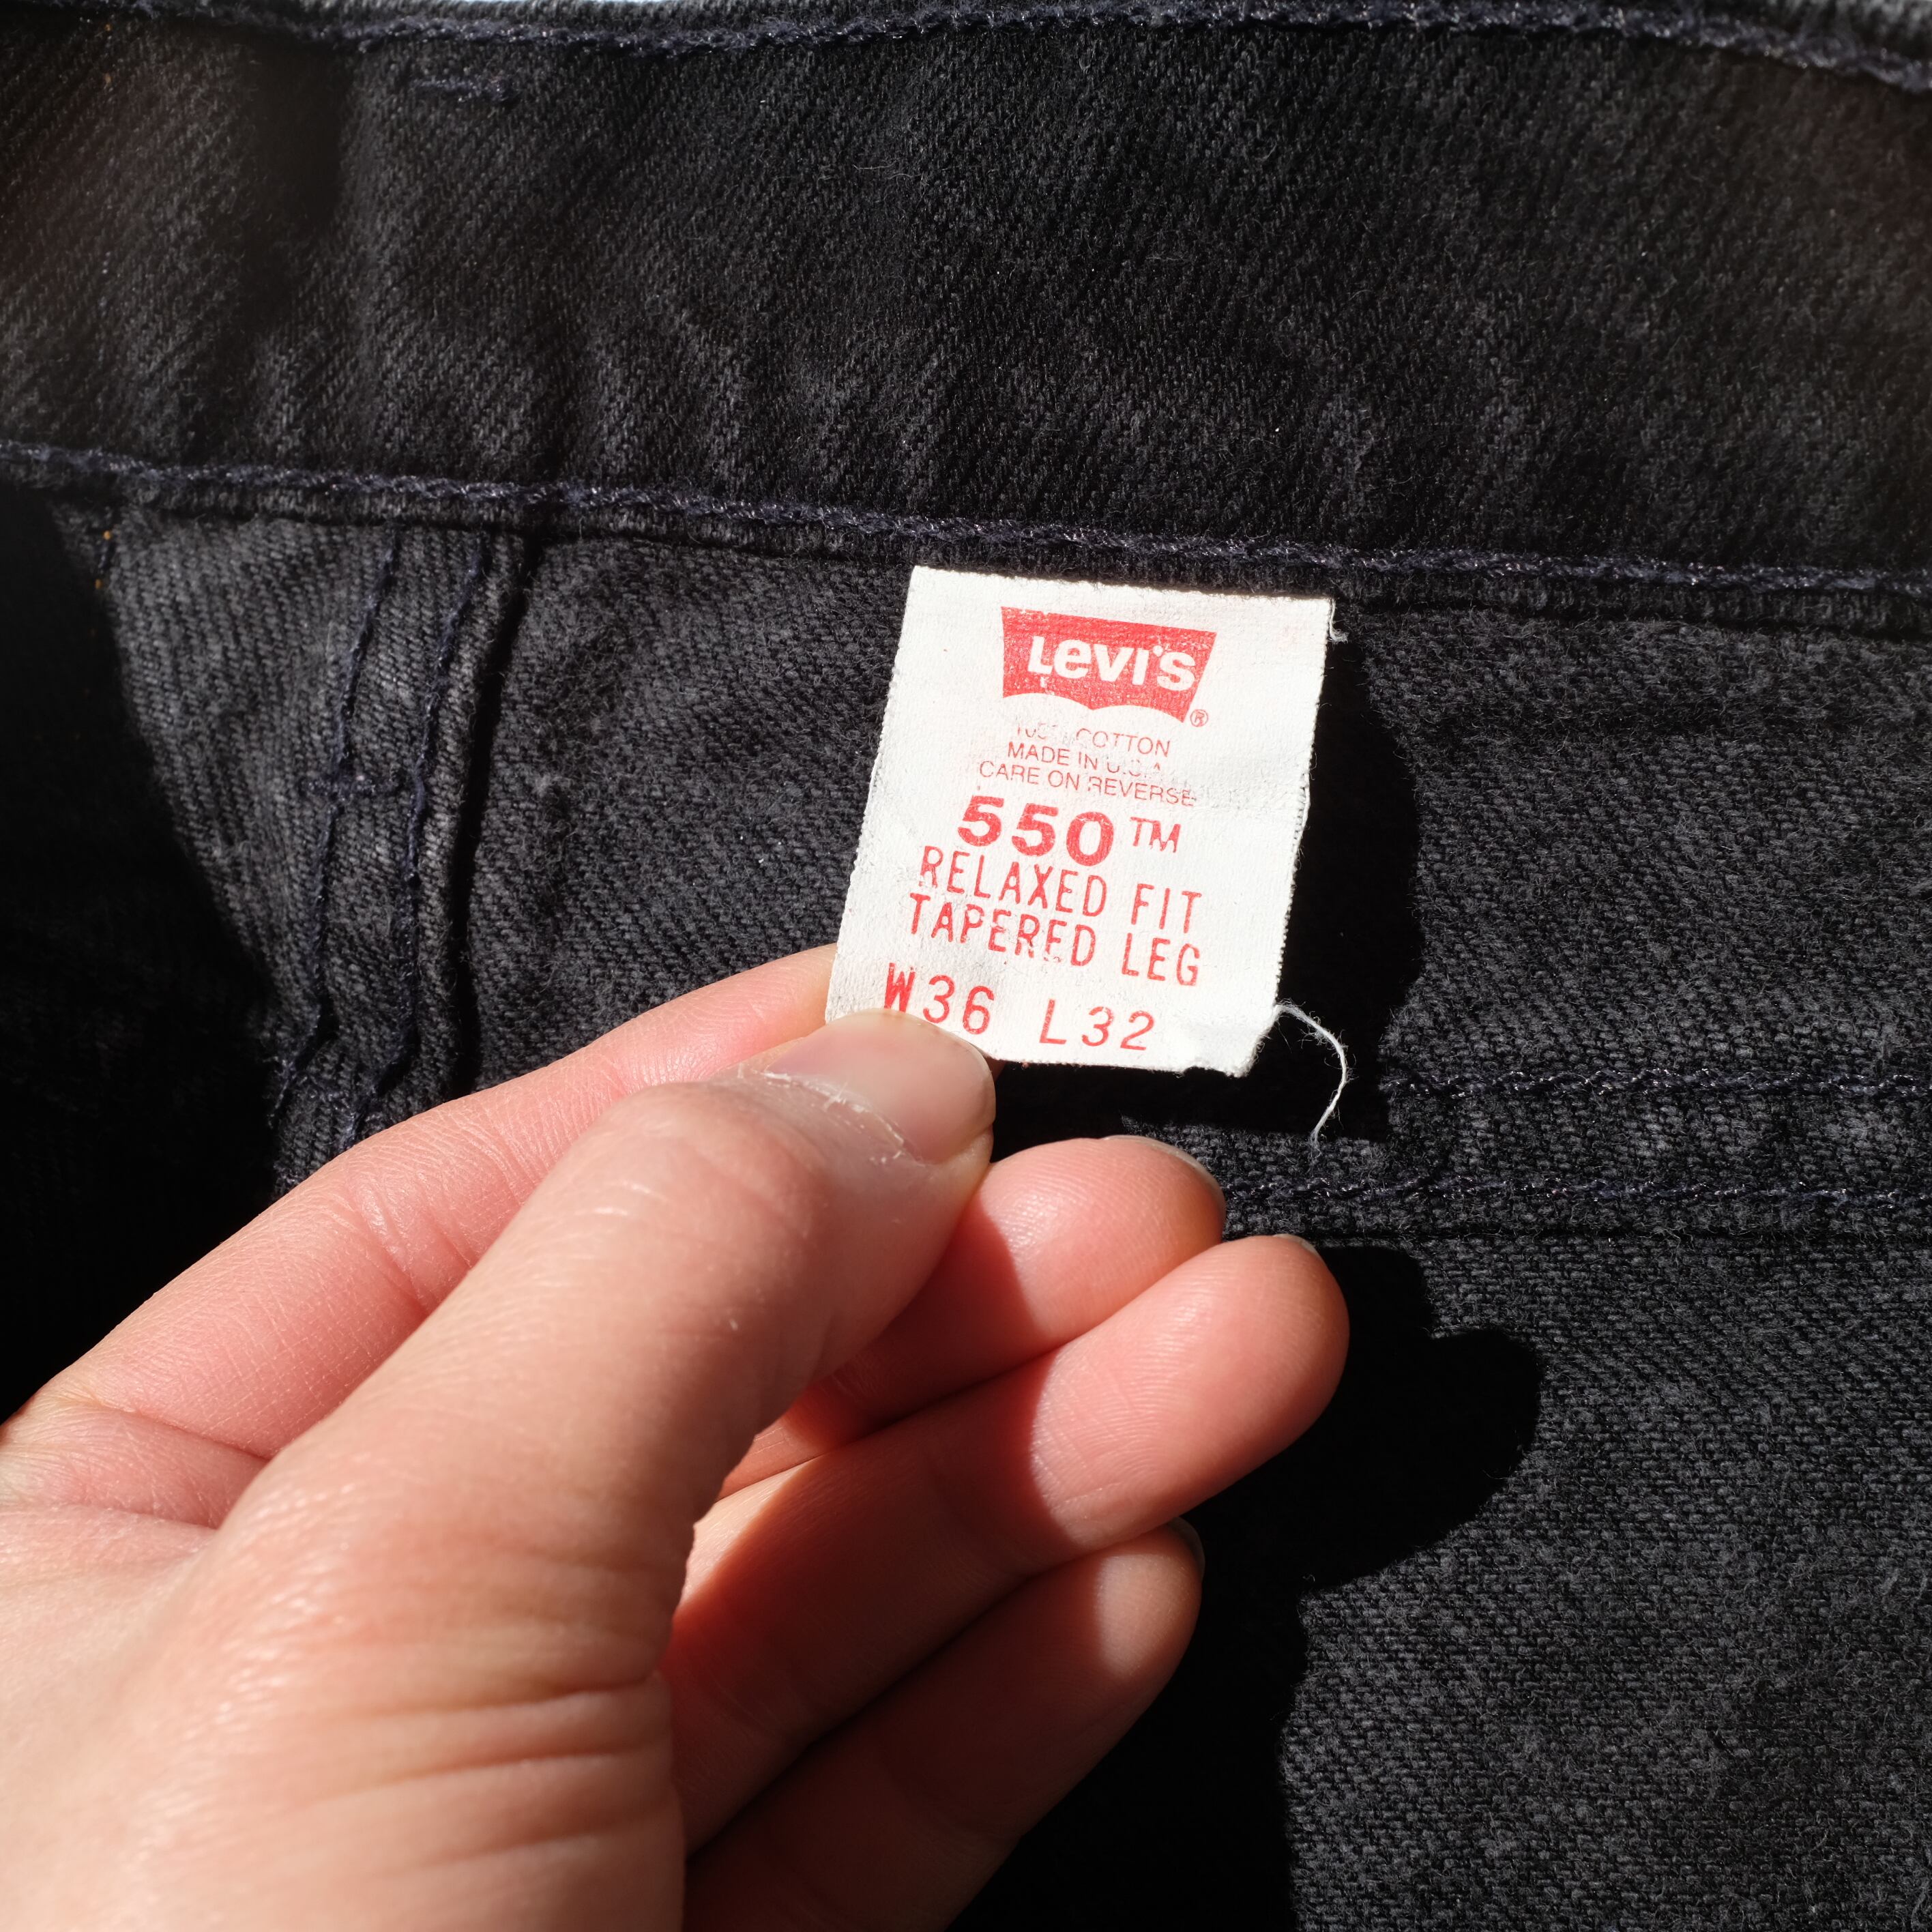 Levi's ®
100% COTTON
MADE IN U.S.A.
CARE ON REVERSE
550™
RELAXED FIT
TAPERED LEG
W36 L32